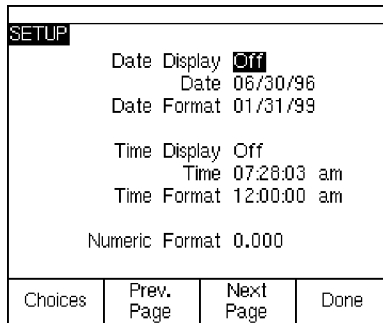 SETUP
Date Display Off
Date 06/30/96
Date Format 01/31/99
Time Display Off
Time 07:28:03 am
Time Format 12:00:00 am
Numeric Format 0.000
Choices
Prev. Page
Next Page
Done